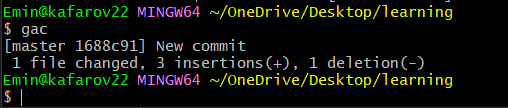 Emin@kafarov22 MINGW64 ~/OneDrive/Desktop/learning
$ gac
[master 1688c91] New commit
 1 file changed, 3 insertions(+), 1 deletion(-)
Emin@kafarov22 MINGW64 ~/OneDrive/Desktop/learning
$